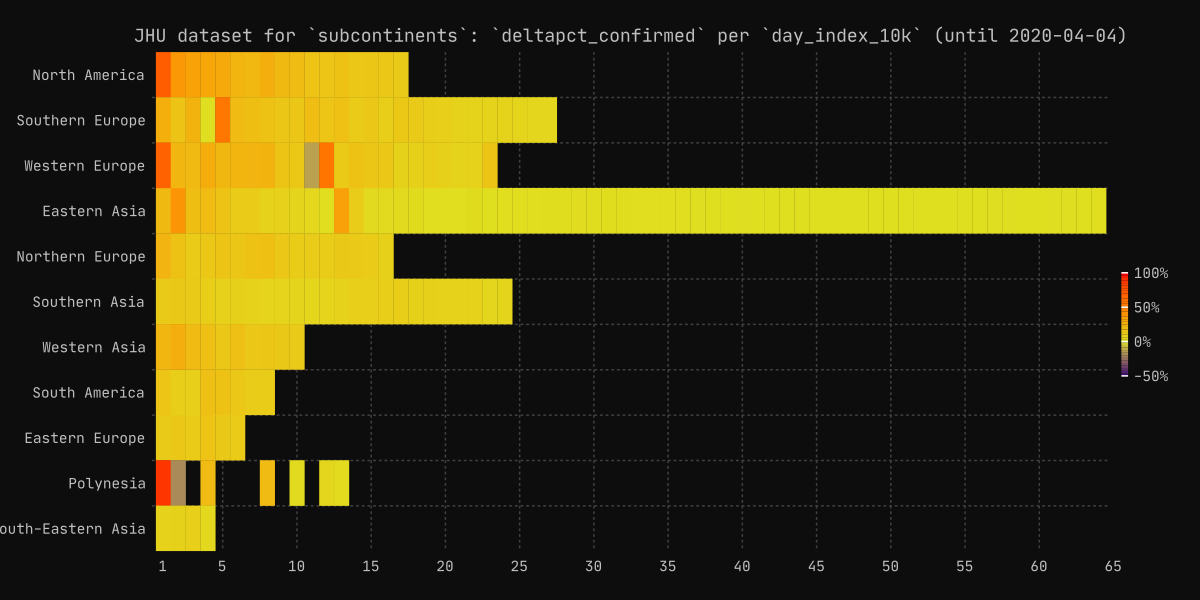 JHU dataset for `subcontinents`: `deltapct_confirmed` per `day_index_10k` (until 2020-04-04)
North America
Southern Europe
Western Europe
Eastern Asia
Northern Europe
Southern Asia
Western Asia
South America
Eastern Europe
Polynesia
outh-Eastern Asia
100%
50%
0%
-50%
1 5 10 15 20 25 30 35 40 45 50 55 60 65